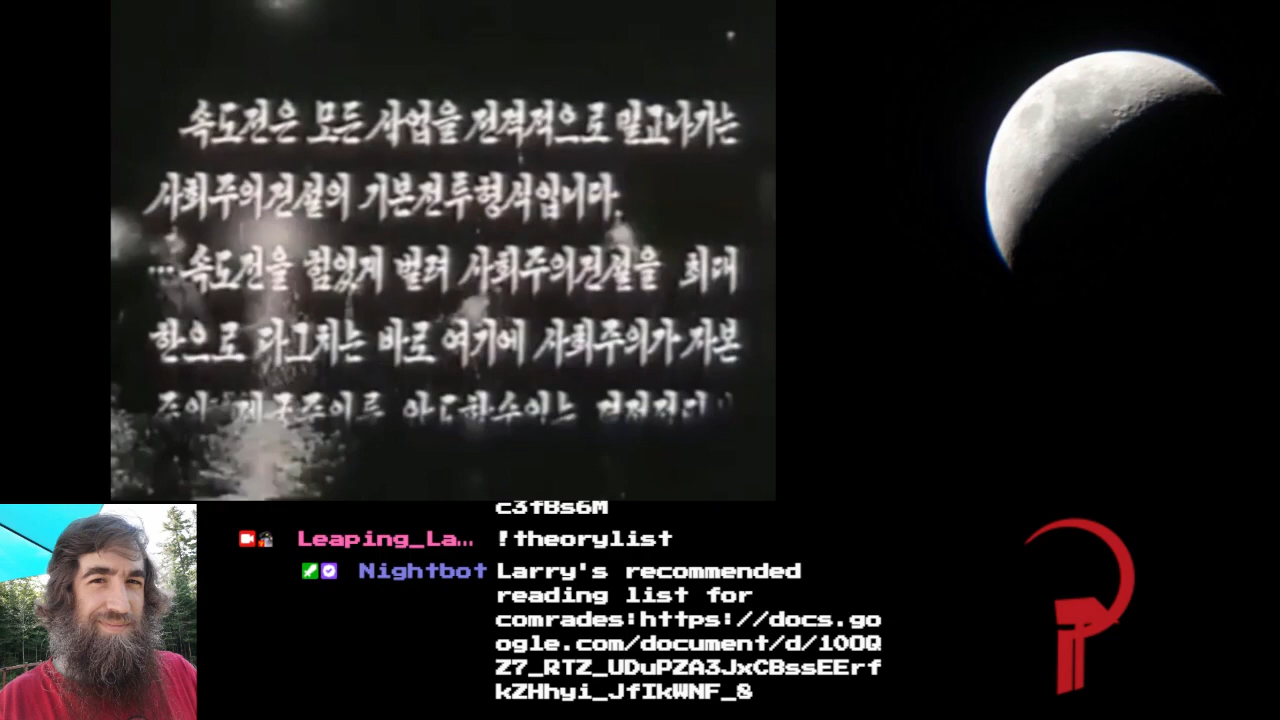 속도전은 모든 사업을 전격적으로 밀고나가는
사회주의건설의 기본전투형식입니다.
…속도전을 힘있게 벌려 사회주의건설을 최대
한으로 다그치는 바로 여기에 사회주의가 자본
c3fBs6M
Leaping_La... !theorylist
Nightbot Larry's recommended
reading list for
comrades:https://docs.go
ogle.com/document/d/10OQ
Z7_RTZ_UDuPZA3JxCBssEErf
kZHhyi_JfIkWNF_8